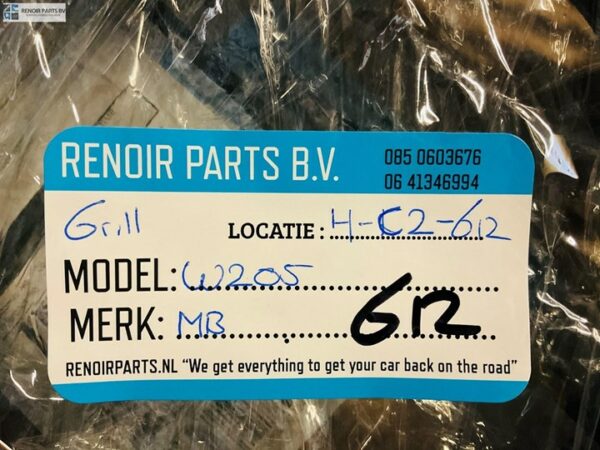 RENOIR PARTS BV
RENOIR PARTS B.V.
085 0603676
06 41346994
Grill
LOCATIE: H-C2-612
MODEL: W205
MERK: MB
612
RENOIRPARTS.NL "We get everything to get your car back on the road"